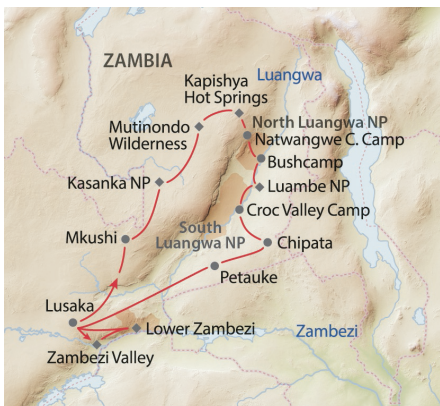 ZAMBIA
Kapishya
Hot Springs
Luangwa
North Luangwa NP
Mutinondo
Wilderness
Natwangwe C. Camp
Bushcamp
Kasanka NP
Luambe NP
Croc Valley Camp
South
Luangwa NP
Mkushi
Chipata
Petauke
Lusaka
Lower Zambezi
Zambezi
Zambezi Valley